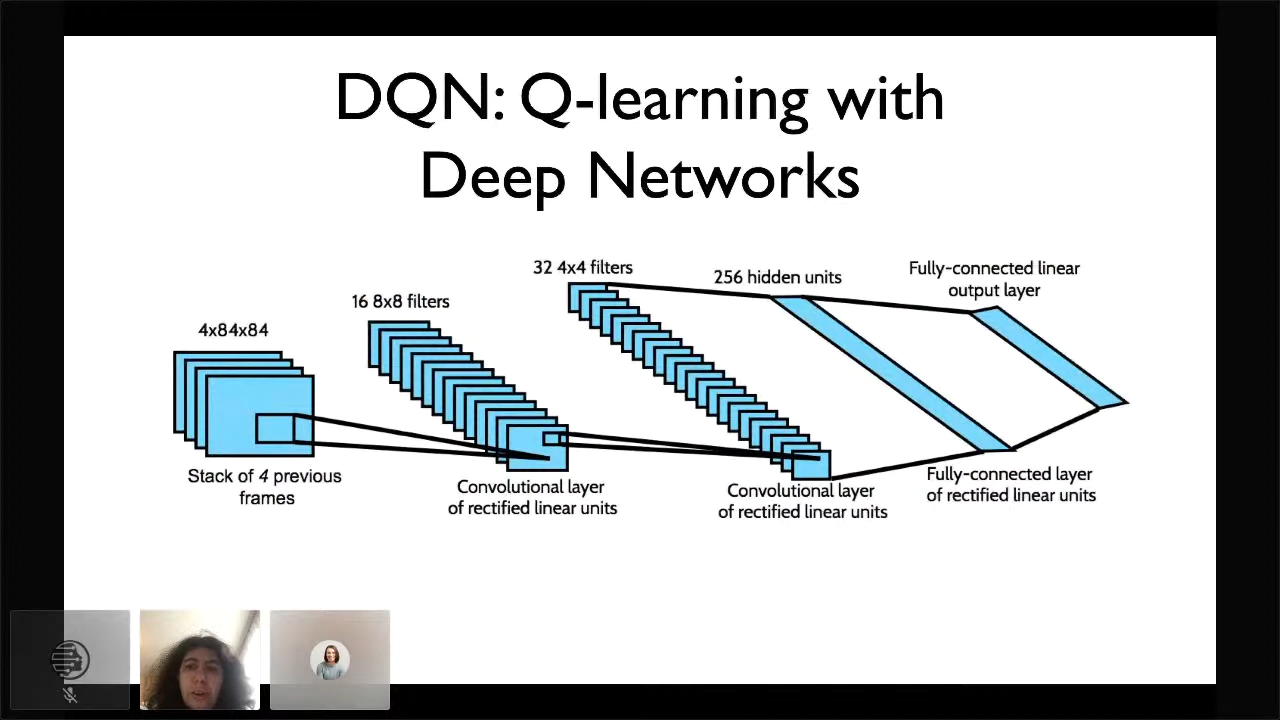 DQN: Q-learning with
Deep Networks
4x84x84
16 8x8 filters
32 4x4 filters
256 hidden units
Fully-connected linear
output layer
Stack of 4 previous
frames
Convolutional layer
of rectified linear units
Convolutional layer
of rectified linear units
Fully-connected layer
of rectified linear units